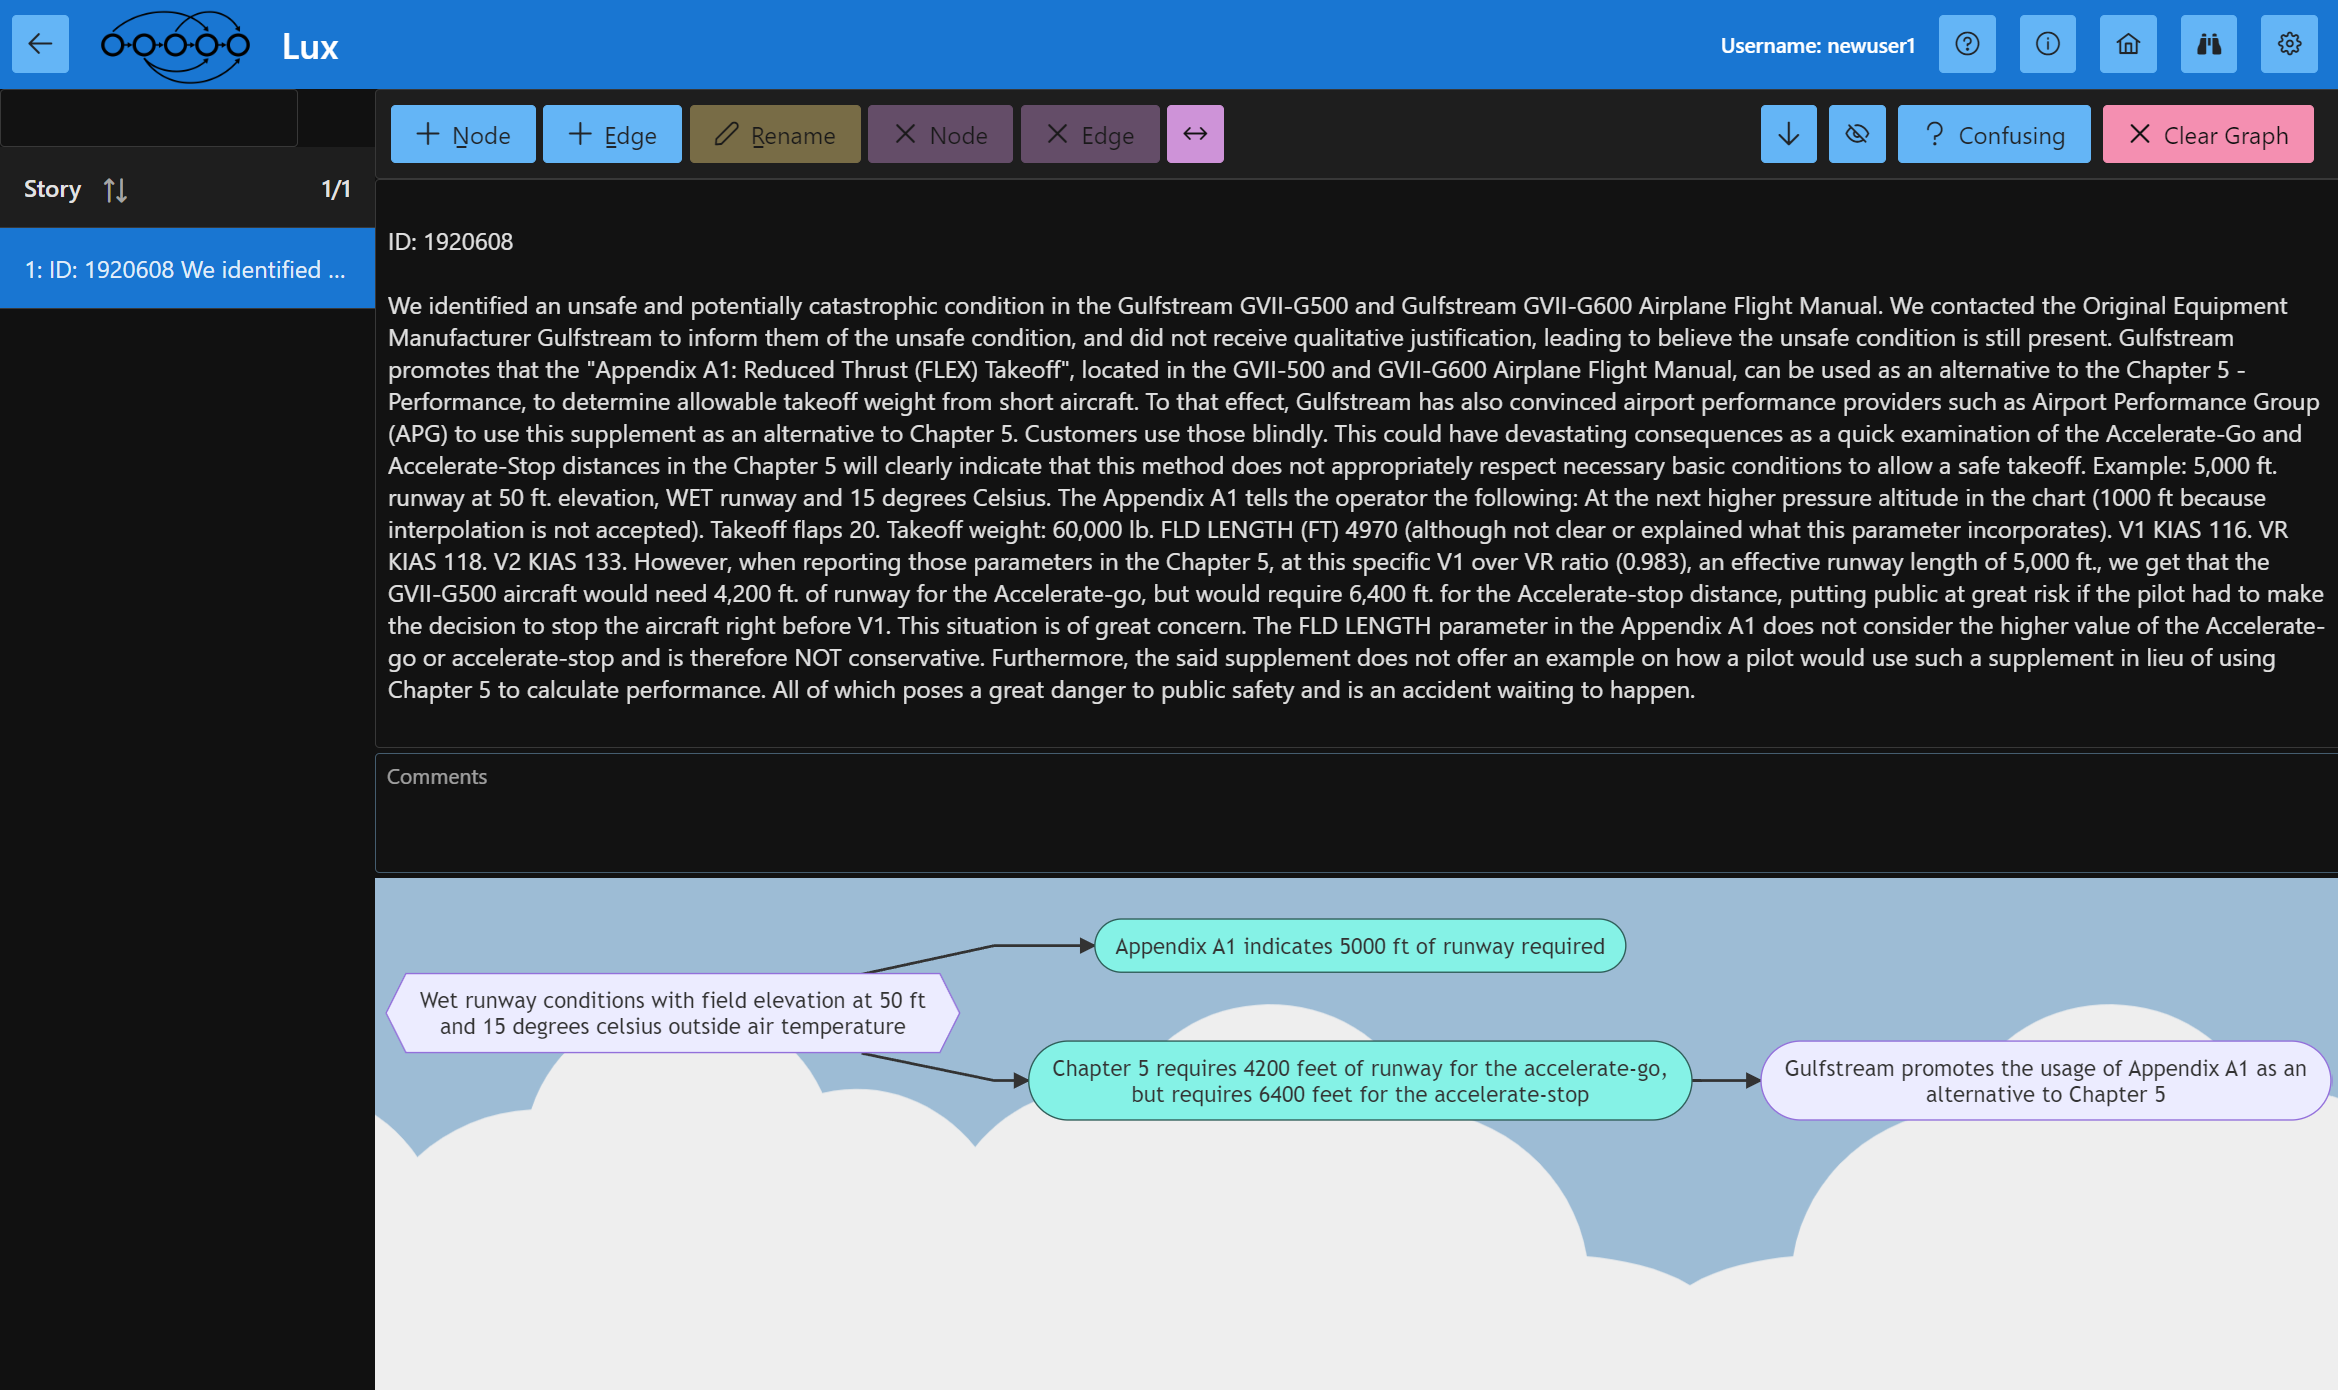 Lux
Username: newuser1
Node
Edge
Rename
Node
Edge
Confusing
Clear Graph
Story
1/1
1: ID: 1920608 We identified ...
ID: 1920608
We identified an unsafe and potentially catastrophic condition in the Gulfstream GVII-G500 and Gulfstream GVII-G600 Airplane Flight Manual. We contacted the Original Equipment
Manufacturer Gulfstream to inform them of the unsafe condition, and did not receive qualitative justification, leading to believe the unsafe condition is still present. Gulfstream
promotes that the "Appendix A1: Reduced Thrust (FLEX) Takeoff", located in the GVII-500 and GVII-G600 Airplane Flight Manual, can be used as an alternative to the Chapter 5 -
Performance, to determine allowable takeoff weight from short aircraft. To that effect, Gulfstream has also convinced airport performance providers such as Airport Performance Group
(APG) to use this supplement as an alternative to Chapter 5. Customers use those blindly. This could have devastating consequences as a quick examination of the Accelerate-Go and
Accelerate-Stop distances in the Chapter 5 will clearly indicate that this method does not appropriately respect necessary basic conditions to allow a safe takeoff. Example: 5,000 ft.
runway at 50 ft. elevation, WET runway and 15 degrees Celsius. The Appendix A1 tells the operator the following: At the next higher pressure altitude in the chart (1000 ft because
interpolation is not accepted). Takeoff flaps 20. Takeoff weight: 60,000 lb. FLD LENGTH (FT) 4970 (although not clear or explained what this parameter incorporates). V1 KIAS 116. VR
KIAS 118. V2 KIAS 133. However, when reporting those parameters in the Chapter 5, at this specific V1 over VR ratio (0.983), an effective runway length of 5,000 ft., we get that the
GVII-G500 aircraft would need 4,200 ft. of runway for the Accelerate-go, but would require 6,400 ft. for the Accelerate-stop distance, putting public at great risk if the pilot had to make
the decision to stop the aircraft right before V1. This situation is of great concern. The FLD LENGTH parameter in the Appendix A1 does not consider the higher value of the Accelerate-
go or accelerate-stop and is therefore NOT conservative. Furthermore, the said supplement does not offer an example on how a pilot would use such a supplement in lieu of using
Chapter 5 to calculate performance. All of which poses a great danger to public safety and is an accident waiting to happen.
Comments
Appendix A1 indicates 5000 ft of runway required
Wet runway conditions with field elevation at 50 ft
and 15 degrees celsius outside air temperature
Chapter 5 requires 4200 feet of runway for the accelerate-go,
but requires 6400 feet for the accelerate-stop
Gulfstream promotes the usage of Appendix A1 as an
alternative to Chapter 5